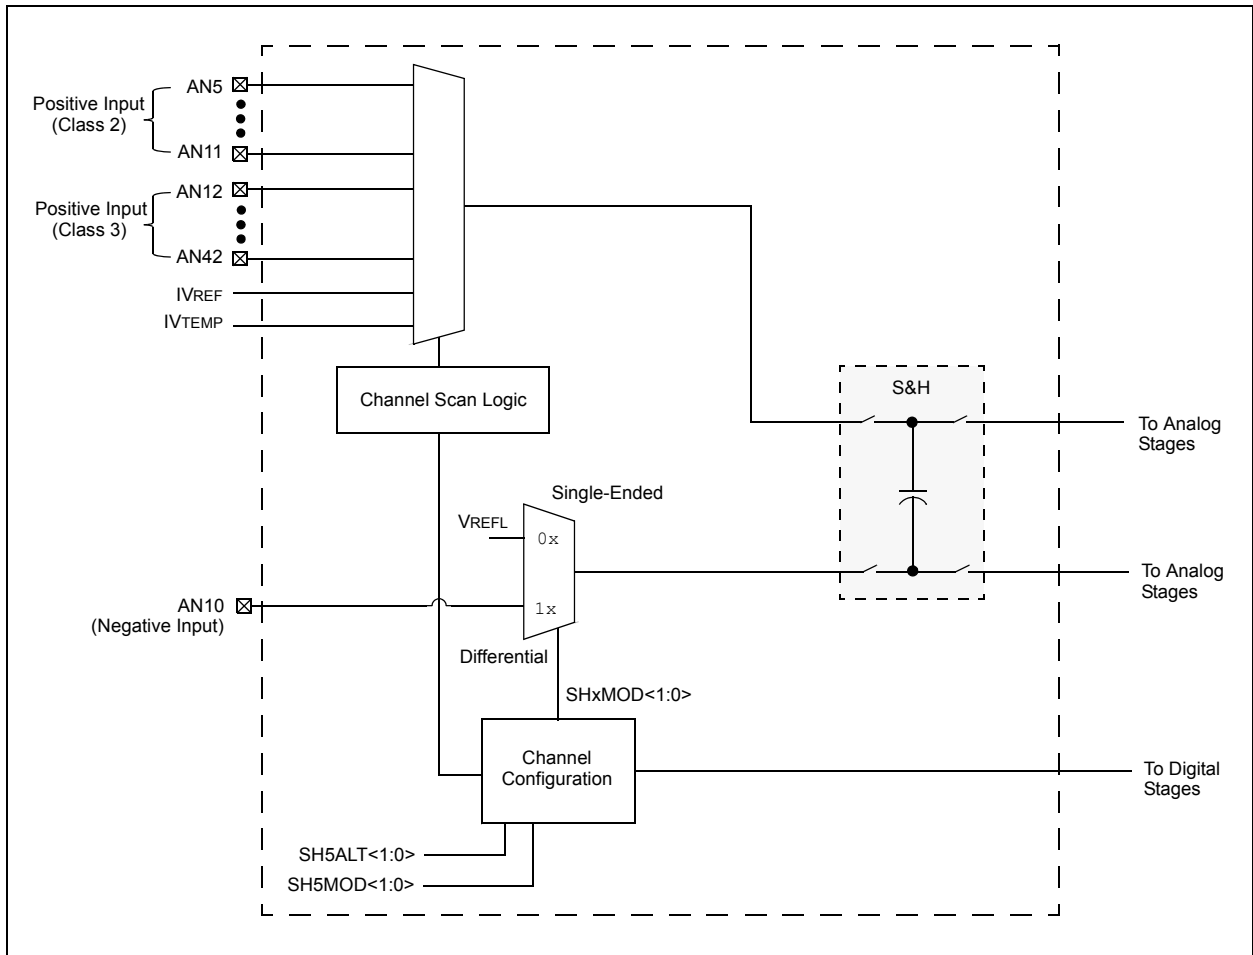 AN5
Positive Input
(Class 2)
AN11
AN12
Positive Input
(Class 3)
AN42
IVREF
IVTEMP
Channel Scan Logic
S&H
To Analog
Stages
Single-Ended
VREFL
0x
To Analog
Stages
AN10
(Negative Input)
1x
Differential
SHxMOD<1:0>
Channel
Configuration
To Digital
Stages
SH5ALT<1:0>
SH5MOD<1:0>